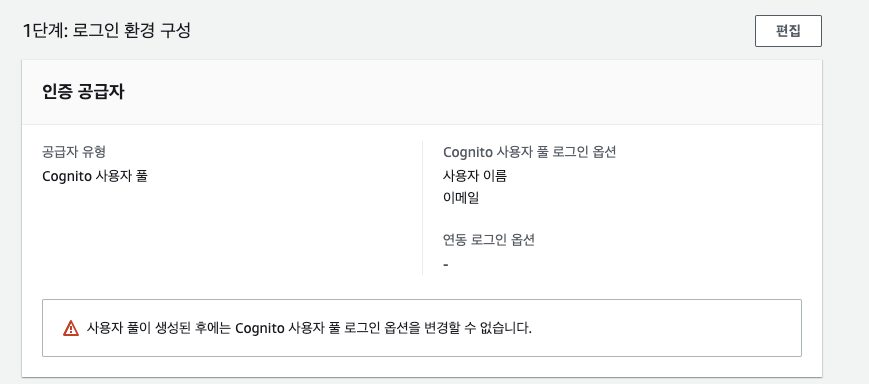 1단계: 로그인 환경 구성
편집
인증 공급자
공급자 유형
Cognito 사용자 풀
Cognito 사용자 풀 로그인 옵션
사용자 이름
이메일
연동 로그인 옵션
-
사용자 풀이 생성된 후에는 Cognito 사용자 풀 로그인 옵션을 변경할 수 없습니다.